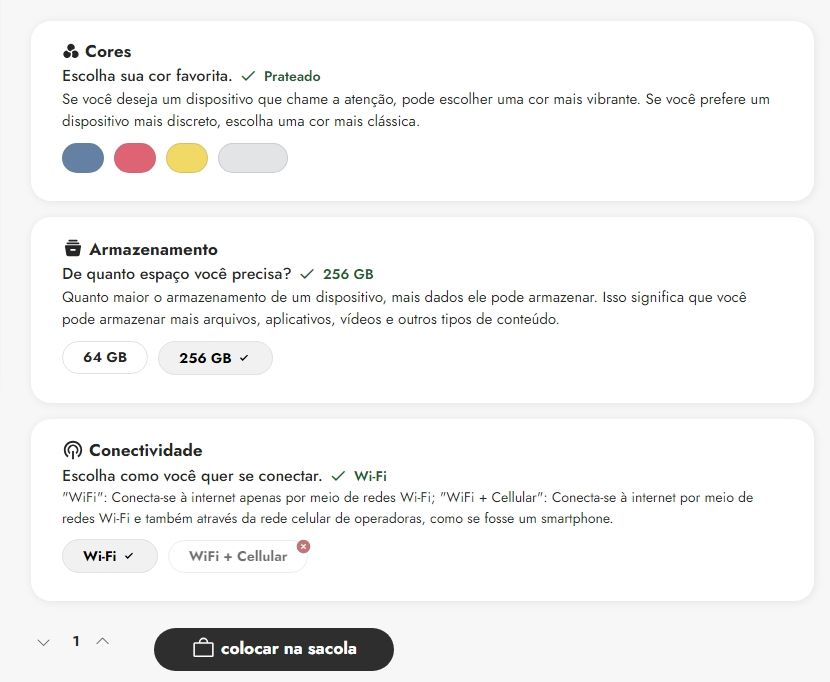 Cores
Escolha sua cor favorita. Prateado
Se você deseja um dispositivo que chame a atenção, pode escolher uma cor mais vibrante. Se você prefere um
dispositivo mais discreto, escolha uma cor mais clássica.
Armazenamento
De quanto espaço você precisa? 256 GB
Quanto maior o armazenamento de um dispositivo, mais dados ele pode armazenar. Isso significa que você
pode armazenar mais arquivos, aplicativos, vídeos e outros tipos de conteúdo.
64 GB 256 GB
Conectividade
Escolha como você quer se conectar. Wi-Fi
"WiFi": Conecta-se à internet apenas por meio de redes Wi-Fi; "WiFi + Cellular": Conecta-se à internet por meio de
redes Wi-Fi e também através da rede celular de operadoras, como se fosse um smartphone.
Wi-Fi WiFi + Cellular
1 colocar na sacola